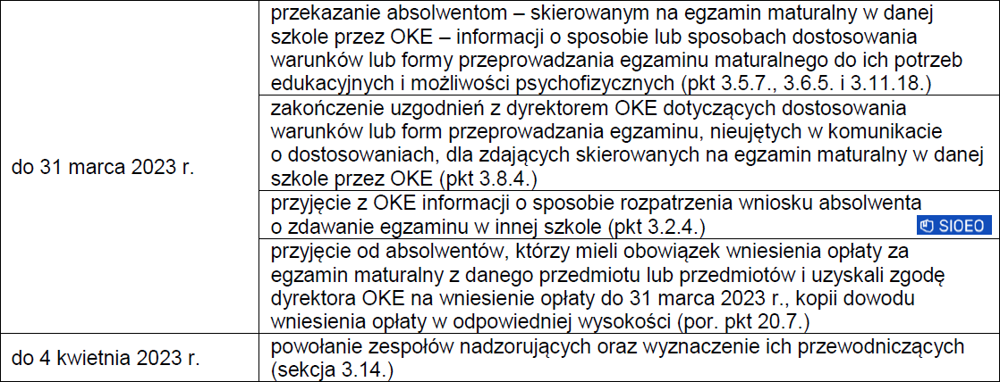 do 31 marca 2023 r.
przekazanie absolwentom – skierowanym na egzamin maturalny w danej
szkole przez OKE – informacji o sposobie lub sposobach dostosowania
warunków lub formy przeprowadzania egzaminu maturalnego do ich potrzeb
edukacyjnych i możliwości psychofizycznych (pkt 3.5.7., 3.6.5. i 3.11.18.)
zakończenie uzgodnień z dyrektorem OKE dotyczących dostosowania
warunków lub form przeprowadzania egzaminu, nieujętych w komunikacie
o dostosowaniach, dla zdających skierowanych na egzamin maturalny w danej
szkole przez OKE (pkt 3.8.4.)
przyjęcie z OKE informacji o sposobie rozpatrzenia wniosku absolwenta
o zdawanie egzaminu w innej szkole (pkt 3.2.4.)
SIOEO
przyjęcie od absolwentów, którzy mieli obowiązek wniesienia opłaty za
egzamin maturalny z danego przedmiotu lub przedmiotów i uzyskali zgodę
dyrektora OKE na wniesienie opłaty do 31 marca 2023 r., kopii dowodu
wniesienia opłaty w odpowiedniej wysokości (por. pkt 20.7.)
do 4 kwietnia 2023 r.
powołanie zespołów nadzorujących oraz wyznaczenie ich przewodniczących
(sekcja 3.14.)